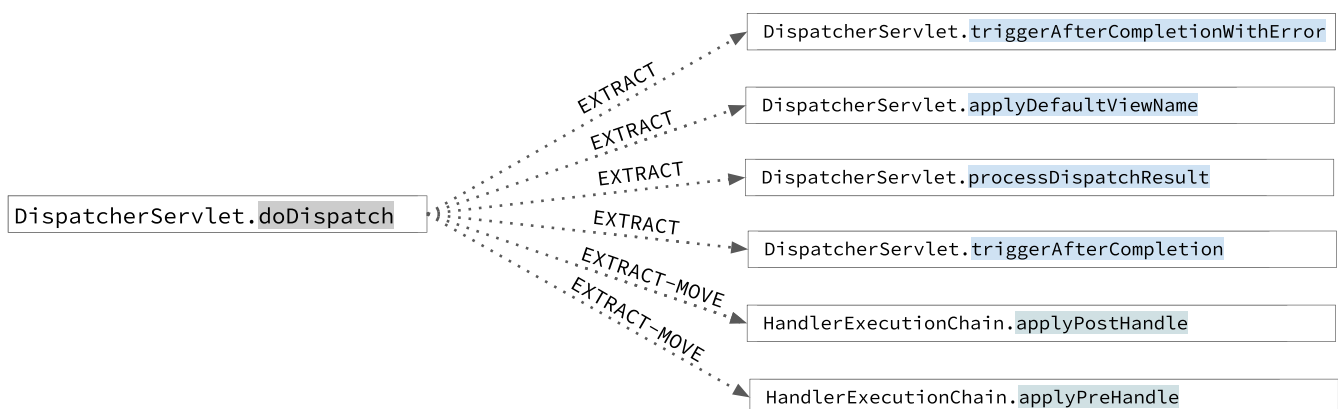 DispatcherServlet.triggerAfterCompletionWithError
EXTRACT
DispatcherServlet.applyDefaultViewName
EXTRACT
EXTRACT
DispatcherServlet.processDispatchResult
DispatcherServlet.doDispatch
EXTRACT
DispatcherServlet.triggerAfterCompletion
EXTRACT-MOVE
HandlerExecutionChain.applyPostHandle
EXTRACT-MOVE
HandlerExecutionChain.applyPreHandle